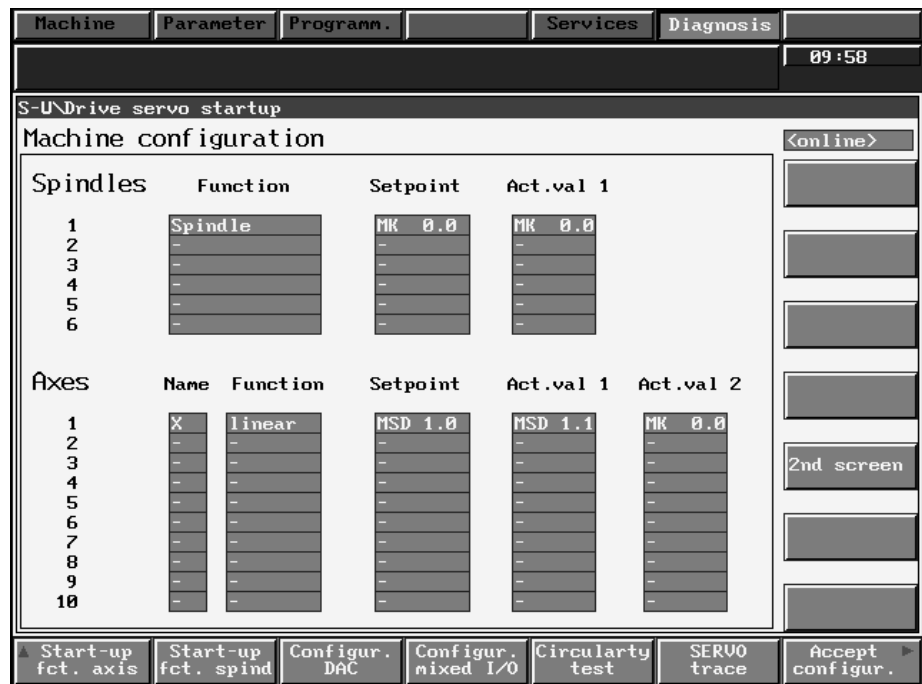 Machine Parameter Programm. Services Diagnosis
09:58
S-U\Drive servo startup
Machine configuration
<online>
Spindles Function Setpoint Act.val 1
1 Spindle MK 0.0 MK 0.0
2 - - -
3 - - -
4 - - -
5 - - -
6 - - -
Axes Name Function Setpoint Act.val 1 Act.val 2
1 X linear MSD 1.0 MSD 1.1 MK 0.0
2 - - - - -
3 - - - - -
4 - - - - -
5 - - - - -
6 - - - - -
7 - - - - -
8 - - - - -
9 - - - - -
10 - - - - -
2nd screen
Start-up Start-up Configur. Configur. Circularty SERVO Accept
fct. axis fct. spind DAC mixed I/O test trace configur.